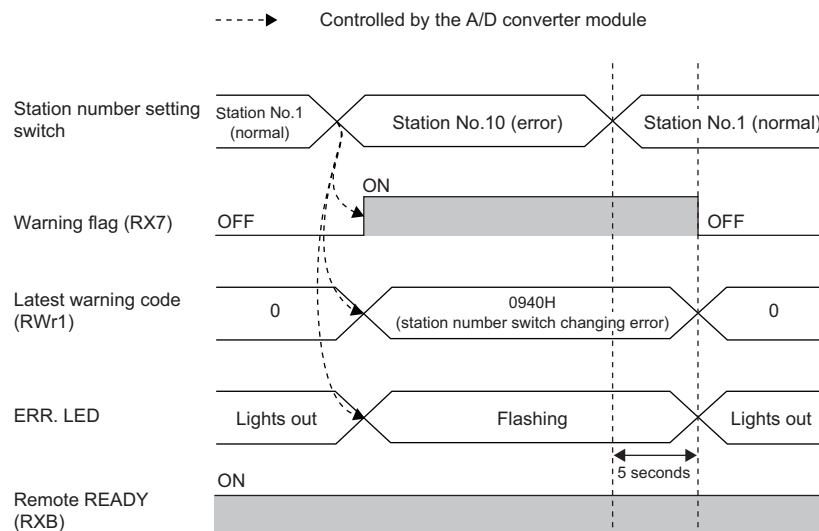 Controlled by the A/D converter module
Station number setting
switch
Station No.1
(normal)
Station No.10 (error)
Station No.1 (normal)
Warning flag (RX7)
OFF
ON
OFF
Latest warning code
(RWr1)
0
0940H
(station number switch changing error)
0
ERR. LED
Lights out
Flashing
Lights out
5 seconds
Remote READY
(RXB)
ON